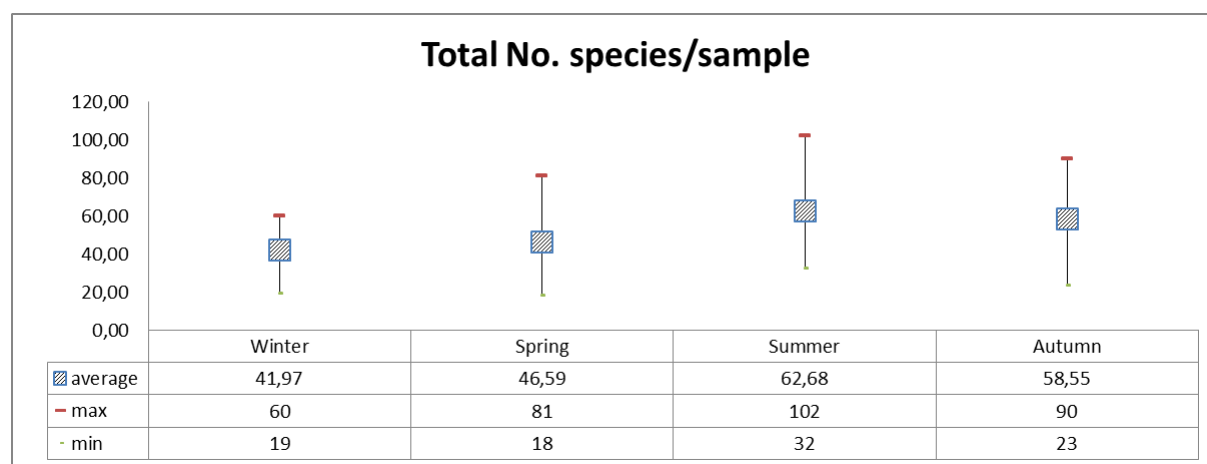 Total No. species/sample
120,00
100,00
80,00
60,00
40,00
20,00
0,00
Winter Spring Summer Autumn
average 41,97 46,59 62,68 58,55
max 60 81 102 90
min 19 18 32 23